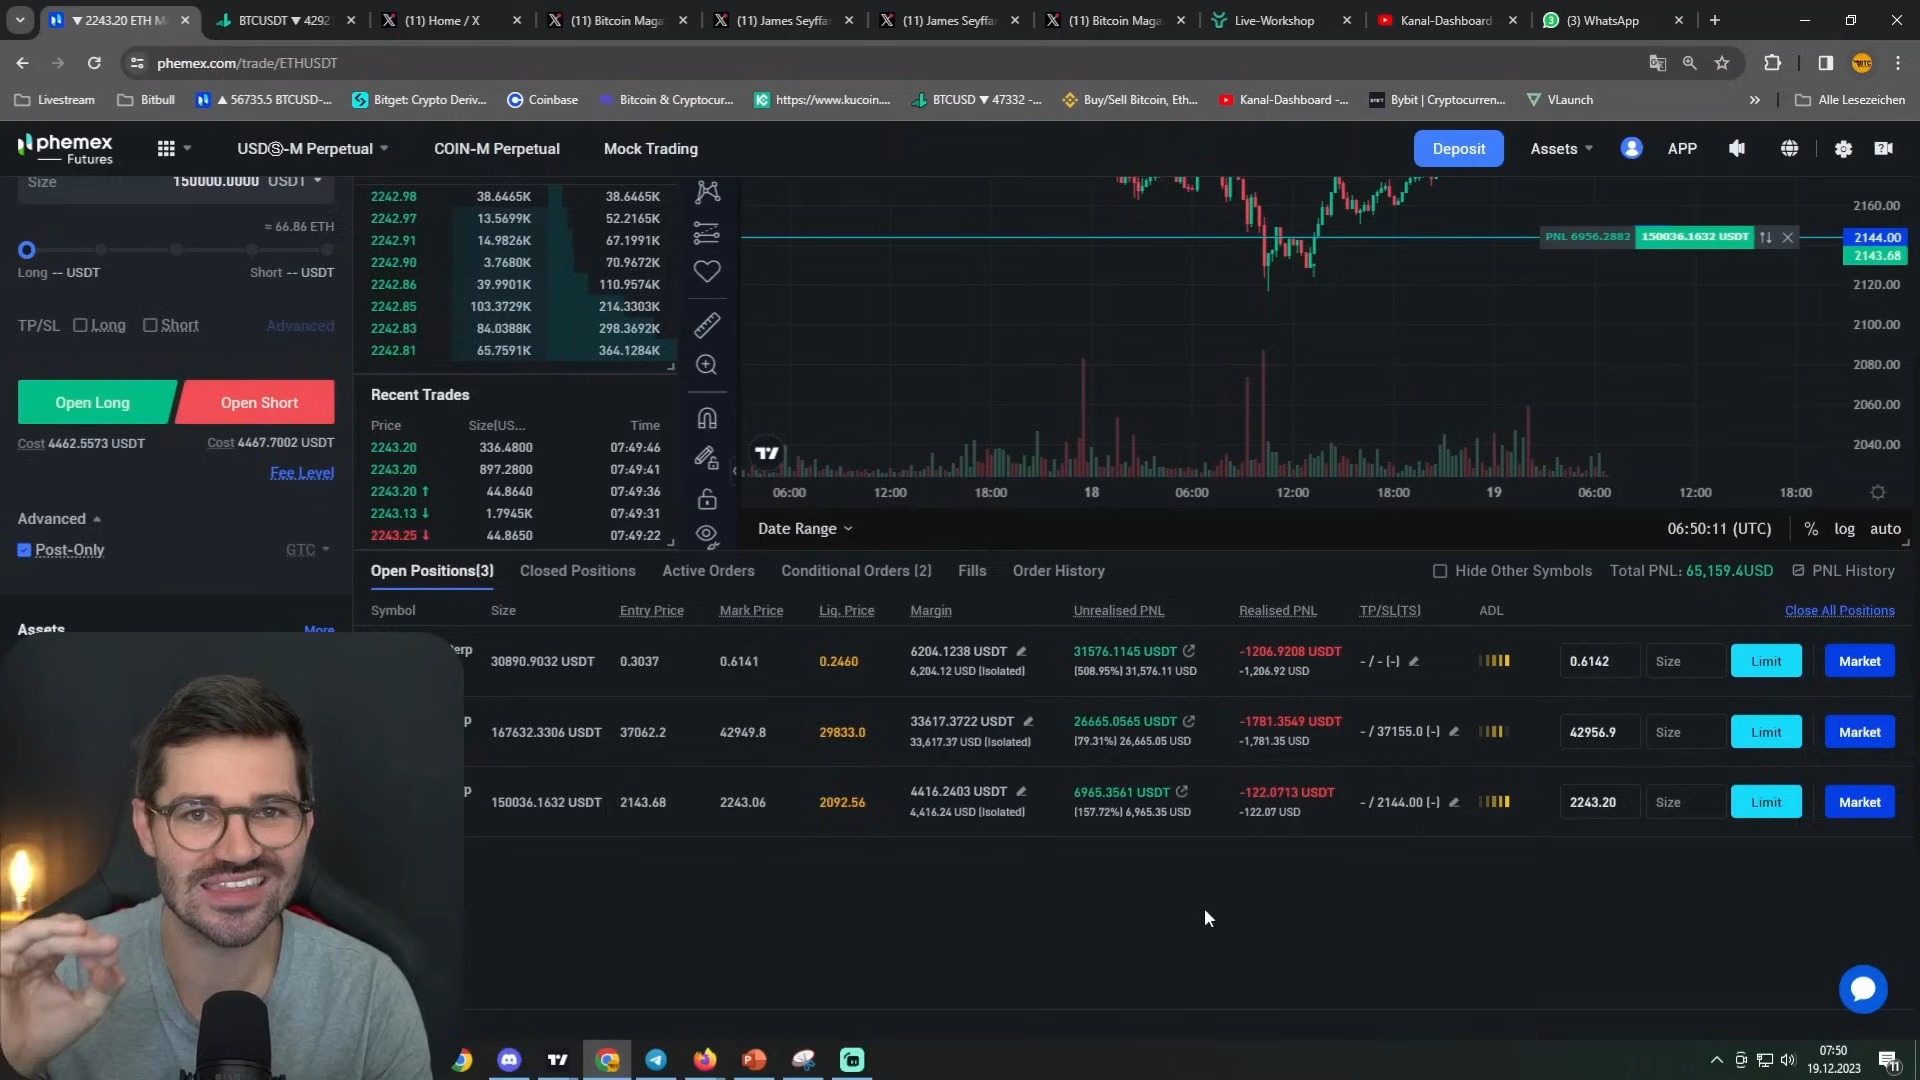 ▼ 2243.20 ETH M
BTCUSDT ▼ 4292
(11) Home / X
(11) Bitcoin Maga
(11) James Seyffa
(11) James Seyffa
(11) Bitcoin Maga
Live-Workshop
Kanal-Dashboard
(3) WhatsApp
phemex.com/trade/ETHUSDT
Livestream
Bitbull
▲ 56735.5 BTCUSD-...
Bitget: Crypto Deriv...
Coinbase
Bitcoin & Cryptocur...
https://www.kucoin....
BTCUSD ▼ 47332 -...
Buy/Sell Bitcoin, Eth...
Kanal-Dashboard -...
Bybit | Cryptocurren...
VLaunch
»
Alle Lesezeichen
phemex
Futures
USDⓈ-M Perpetual
COIN-M Perpetual
Mock Trading
Deposit
Assets
APP
Size 150000.0000 USDT
≈ 66.86 ETH
Long -- USDT Short -- USDT
TP/SL Long Short Advanced
Open Long Open Short
Cost 4462.5573 USDT Cost 4467.7002 USDT
Fee Level
Advanced
Post-Only GTC
Assets More
2242.98 38.6465K 38.6465K
2242.97 13.5699K 52.2165K
2242.91 14.9826K 67.1991K
2242.90 3.7680K 70.9672K
2242.86 39.9901K 110.9574K
2242.85 103.3729K 214.3303K
2242.83 84.0388K 298.3692K
2242.81 65.7591K 364.1284K
Recent Trades
Price Size(US... Time
2243.20 336.4800 07:49:46
2243.20 897.2800 07:49:41
2243.20 ↑ 44.8640 07:49:36
2243.13 ↓ 1.7945K 07:49:31
2243.25 ↓ 44.8650 07:49:22
2160.00
PNL 6956.2882 150036.1632 USDT
2144.00
2143.68
2120.00
2100.00
2080.00
2060.00
2040.00
06:00 12:00 18:00 18 06:00 12:00 18:00 19 06:00 12:00 18:00
Date Range
06:50:11 (UTC) % log auto
Open Positions(3) Closed Positions Active Orders Conditional Orders (2) Fills Order History
Hide Other Symbols Total PNL: 65,159.4USD PNL History
Symbol Size Entry Price Mark Price Liq. Price Margin Unrealised PNL Realised PNL TP/SL(TS) ADL Close All Positions
erp 30890.9032 USDT 0.3037 0.6141 0.2460 6204.1238 USDT 31576.1145 USDT -1206.9208 USDT - / - (-) 0.6142 Size Limit Market
6,204.12 USD (Isolated) (508.95%) 31,576.11 USD -1,206.92 USD
p 167632.3306 USDT 37062.2 42949.8 29833.0 33617.3722 USDT 26665.0565 USDT -1781.3549 USDT - / 37155.0 (-) 42956.9 Size Limit Market
33,617.37 USD (Isolated) (79.31%) 26,665.05 USD -1,781.35 USD
p 150036.1632 USDT 2143.68 2243.06 2092.56 4416.2403 USDT 6965.3561 USDT -122.0713 USDT - / 2144.00 (-) 2243.20 Size Limit Market
4,416.24 USD (Isolated) (157.72%) 6,965.35 USD -122.07 USD
07:50
19.12.2023
11